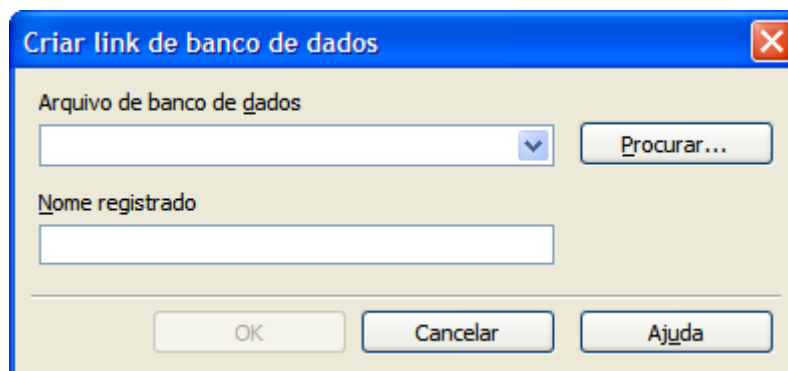 Criar link de banco de dados
Arquivo de banco de dados
Procurar...
Nome registrado
OK Cancelar Ajuda